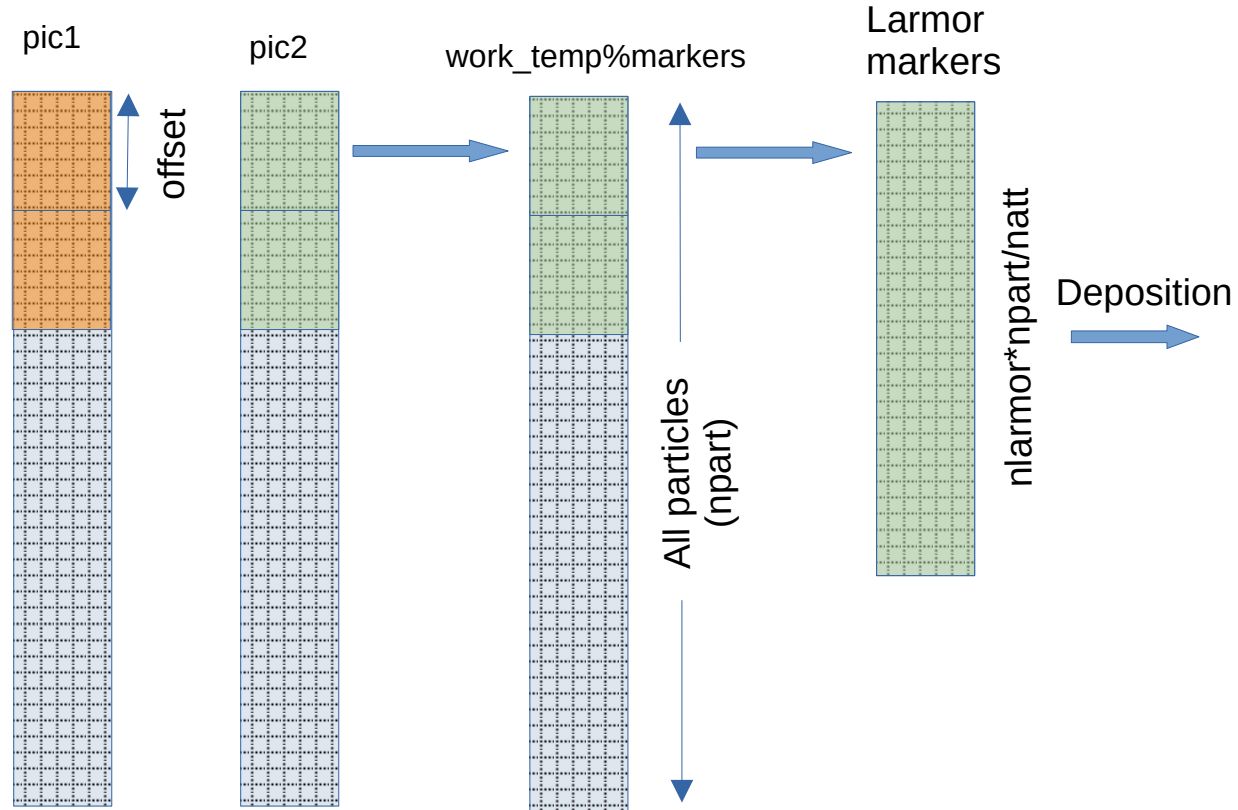 pic1
pic2
work_temp%markers
Larmor
markers
offset
All particles
(npart)
nlarmor*npart/natt
Deposition